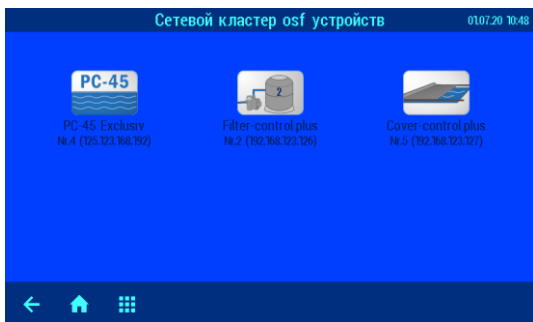 Сетевой кластер osf устройств
01.07.20 10:48
PC-45
2
PC-45 Exclusiv
Nr.4 (125.123.168.192)
Filter-control plus
Nr.2 (192.168.123.126)
Cover-control plus
Nr.5 (192.168.123.127)